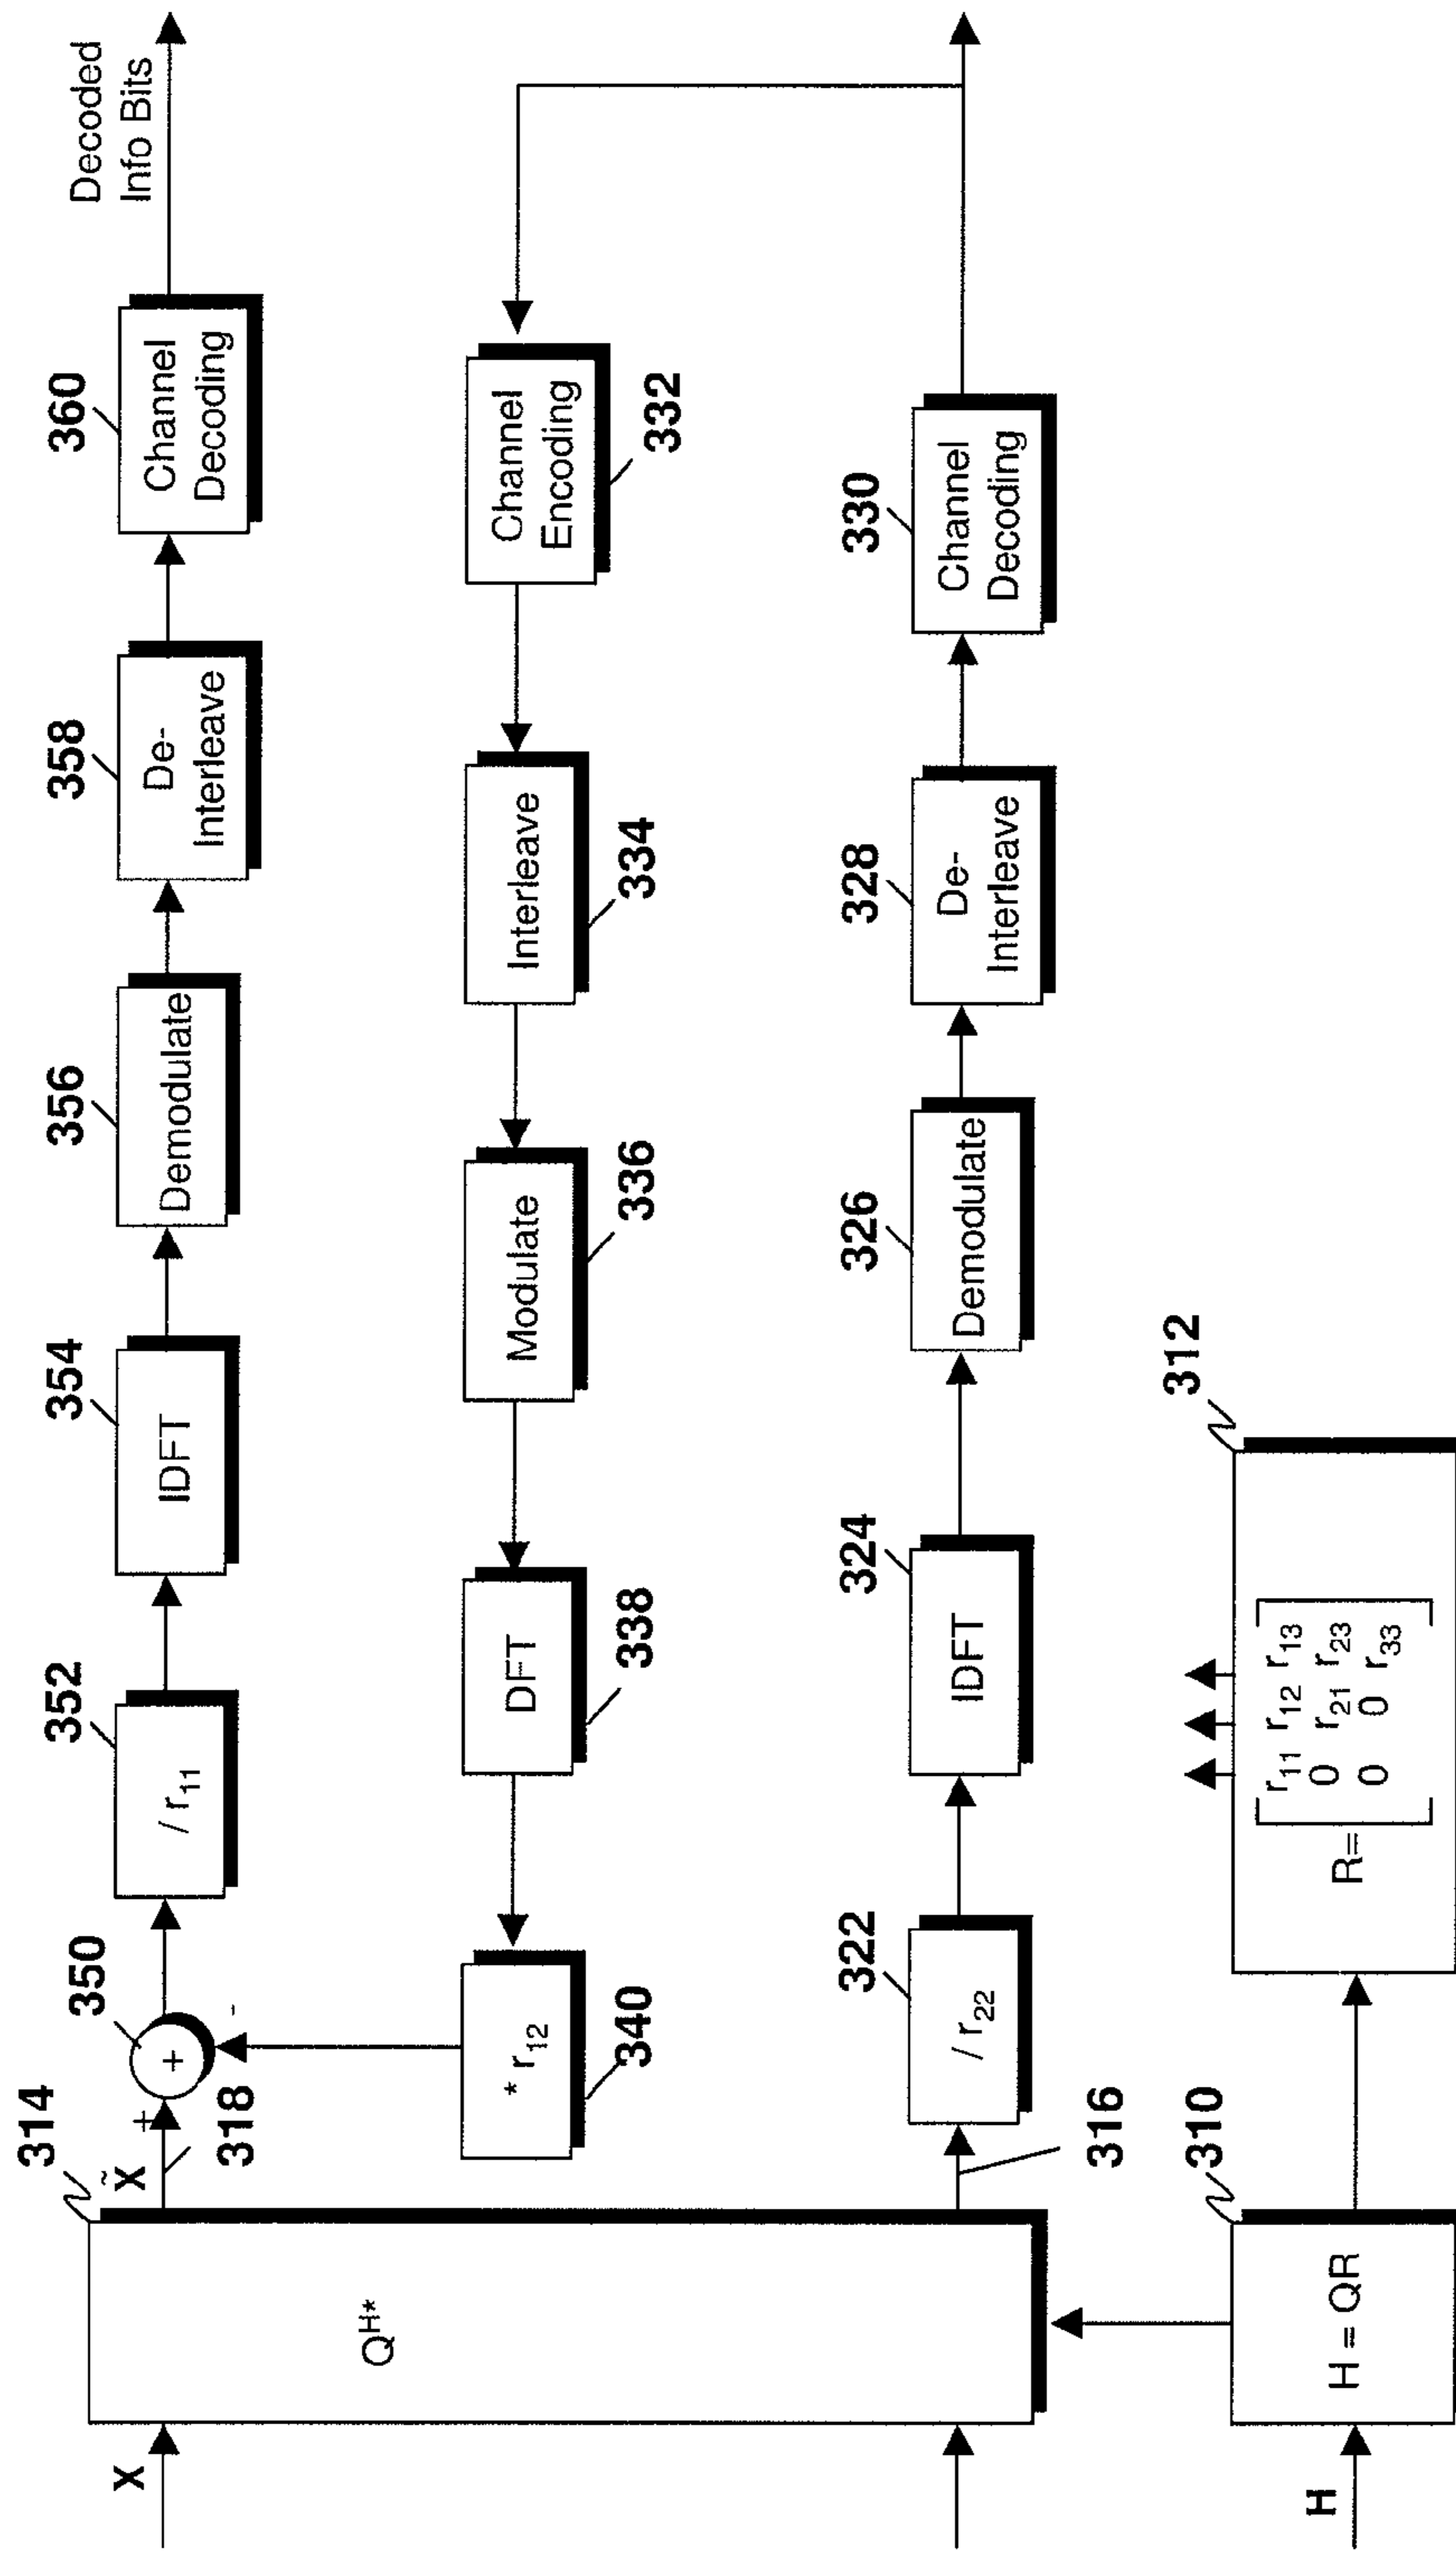 X
314
Q^H*
X̃
318
+
350
+
-
352
/ r11
354
IDFT
356
Demodulate
358
De-
Interleave
360
Channel
Decoding
Decoded
Info Bits
* r12
340
DFT
338
Modulate
336
Interleave
334
Channel
Encoding
332
316
322
/ r22
324
IDFT
326
Demodulate
328
De-
Interleave
330
Channel
Decoding
H
310
H = QR
312
R=
r11 r12 r13
0 r21 r23
0 0 r33